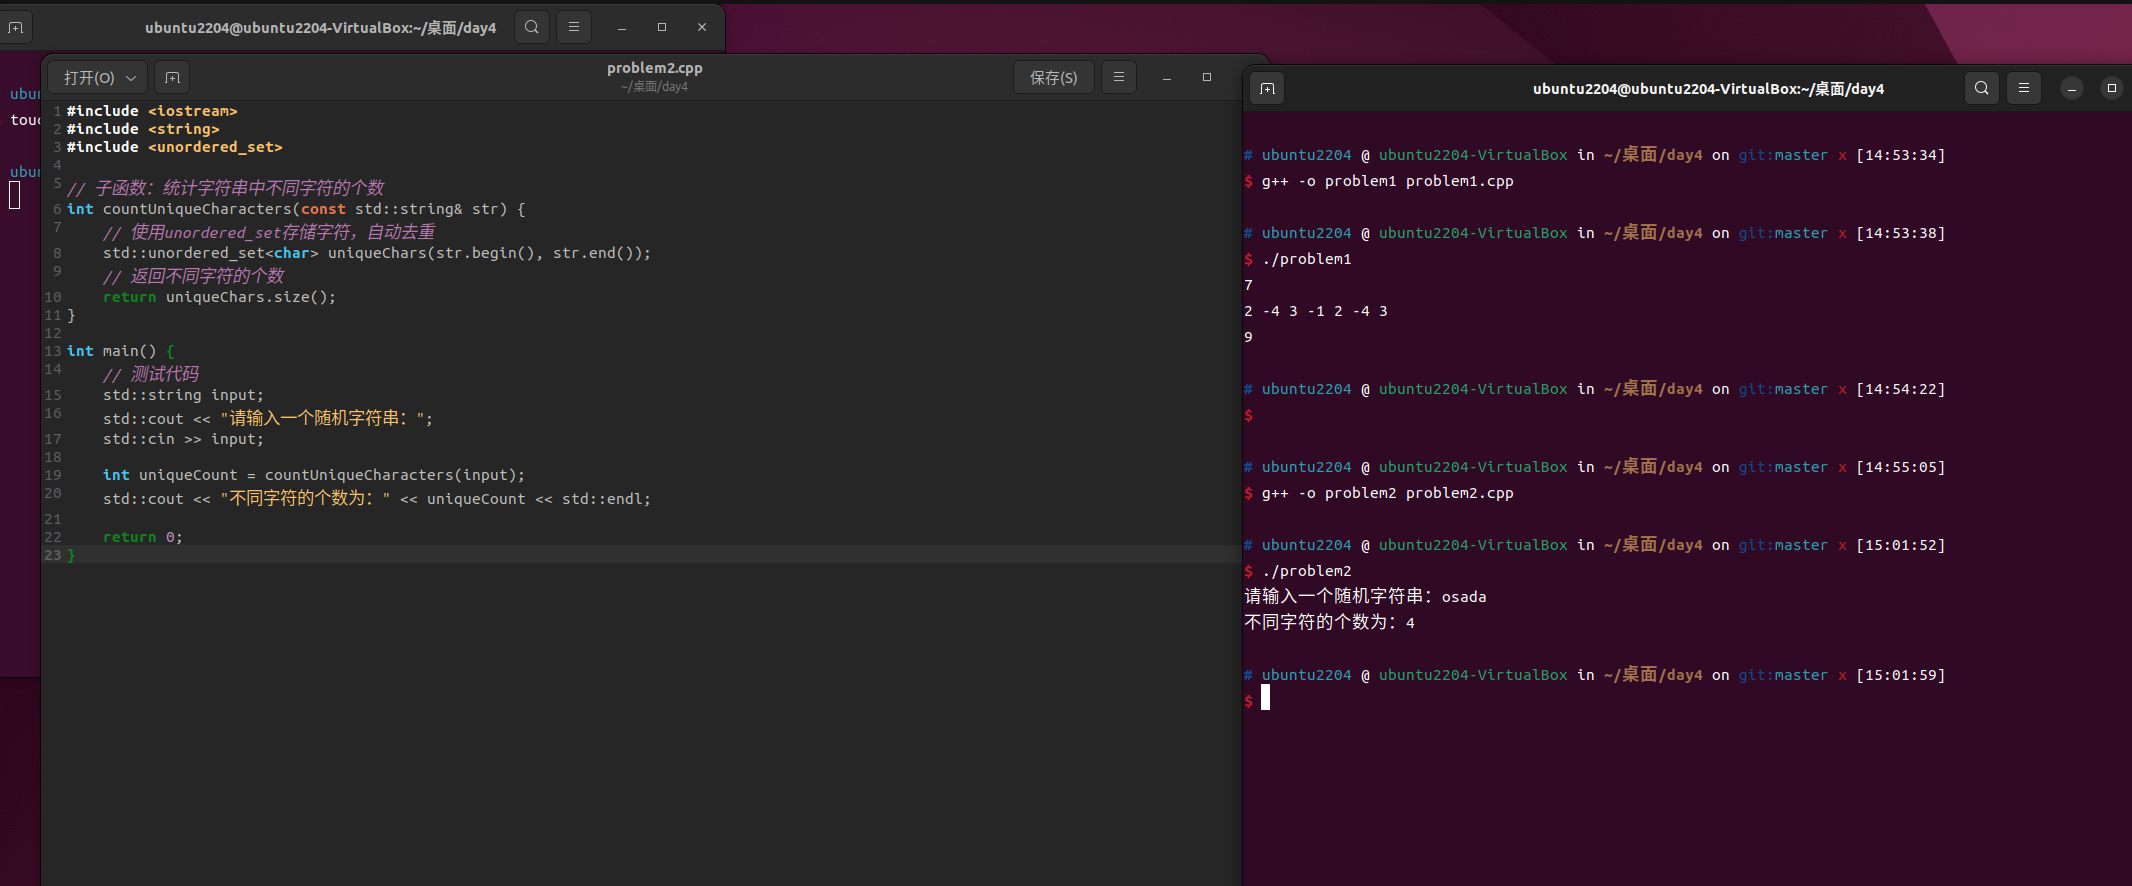 ubuntu2204@ubuntu2204-VirtualBox:~/桌面/day4
打开(O)
problem2.cpp
~/桌面/day4
保存(S)
1 #include <iostream>
2 #include <string>
3 #include <unordered_set>
4
5 // 子函数：统计字符串中不同字符的个数
6 int countUniqueCharacters(const std::string& str) {
7     // 使用unordered_set存储字符，自动去重
8     std::unordered_set<char> uniqueChars(str.begin(), str.end());
9     // 返回不同字符的个数
10     return uniqueChars.size();
11 }
12
13 int main() {
14     // 测试代码
15     std::string input;
16     std::cout << "请输入一个随机字符串：";
17     std::cin >> input;
18
19     int uniqueCount = countUniqueCharacters(input);
20     std::cout << "不同字符的个数为：" << uniqueCount << std::endl;
21
22     return 0;
23 }
ubuntu2204@ubuntu2204-VirtualBox:~/桌面/day4
# ubuntu2204 @ ubuntu2204-VirtualBox in ~/桌面/day4 on git:master x [14:53:34]
$ g++ -o problem1 problem1.cpp
# ubuntu2204 @ ubuntu2204-VirtualBox in ~/桌面/day4 on git:master x [14:53:38]
$ ./problem1
7
2 -4 3 -1 2 -4 3
9
# ubuntu2204 @ ubuntu2204-VirtualBox in ~/桌面/day4 on git:master x [14:54:22]
$
# ubuntu2204 @ ubuntu2204-VirtualBox in ~/桌面/day4 on git:master x [14:55:05]
$ g++ -o problem2 problem2.cpp
# ubuntu2204 @ ubuntu2204-VirtualBox in ~/桌面/day4 on git:master x [15:01:52]
$ ./problem2
请输入一个随机字符串：osada
不同字符的个数为：4
# ubuntu2204 @ ubuntu2204-VirtualBox in ~/桌面/day4 on git:master x [15:01:59]
$